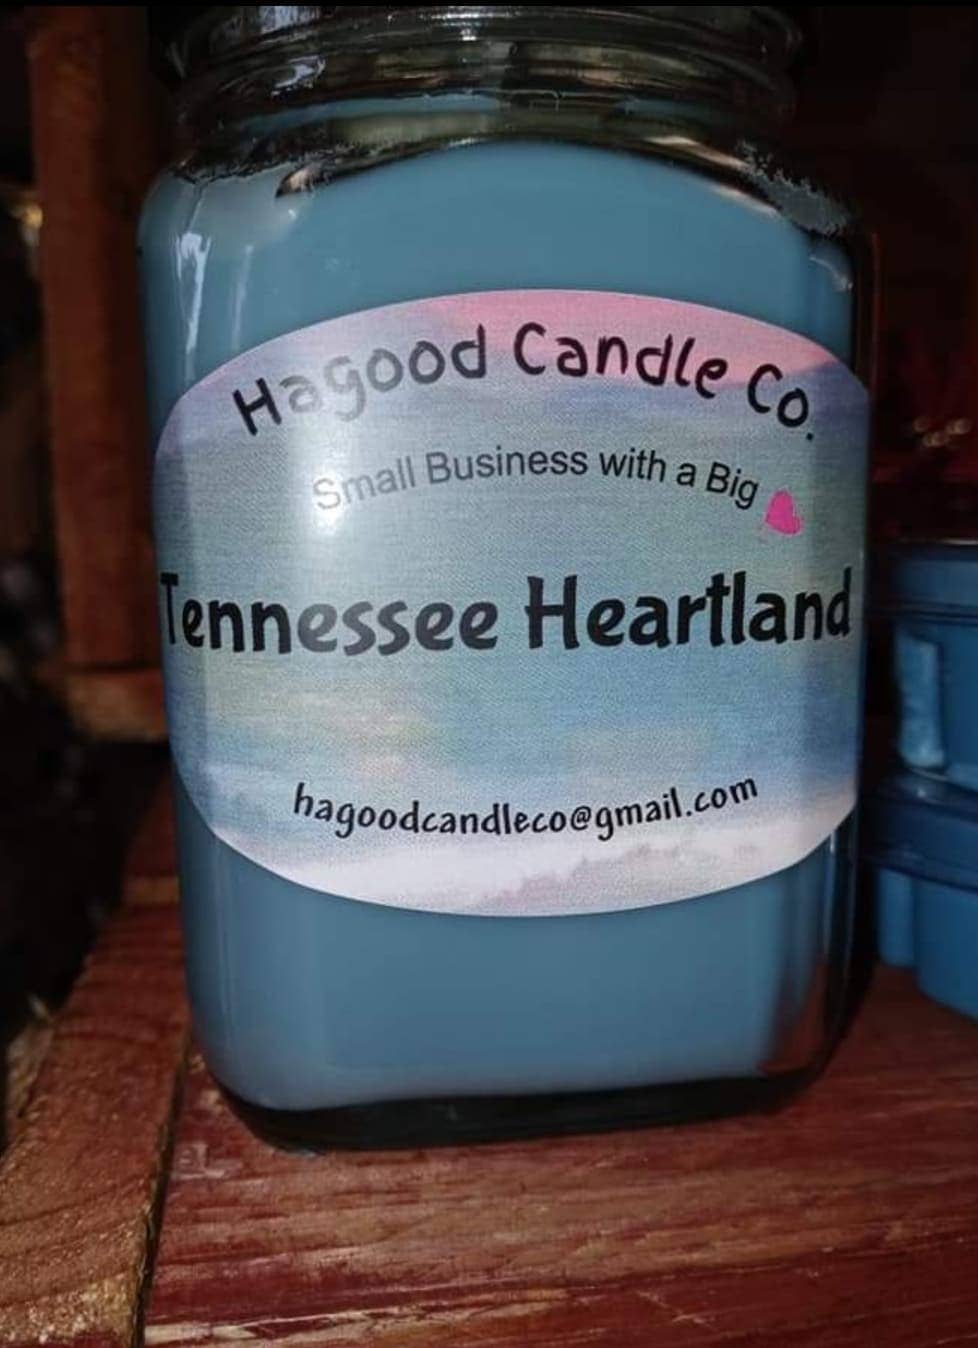 Hagood Candle Co.
Small Business with a Big
Tennessee Heartland
hagoodcandleco@gmail.com